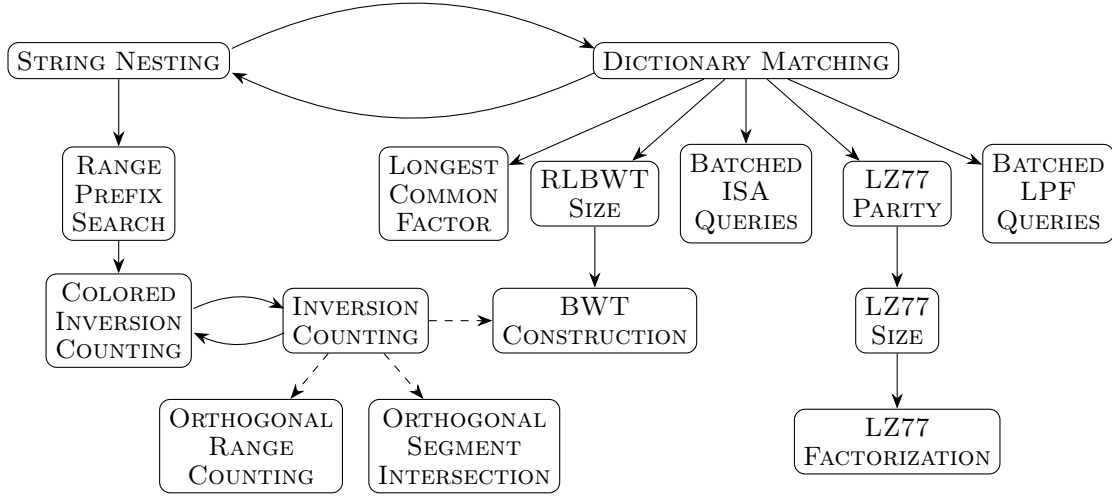 STRING NESTING
DICTIONARY MATCHING
RANGE
PREFIX
SEARCH
LONGEST
COMMON
FACTOR
RLBWT
SIZE
BATCHED
ISA
QUERIES
LZ77
PARITY
BATCHED
LPF
QUERIES
COLORED
INVERSION
COUNTING
INVERSION
COUNTING
BWT
CONSTRUCTION
LZ77
SIZE
ORTHOGONAL
RANGE
COUNTING
ORTHOGONAL
SEGMENT
INTERSECTION
LZ77
FACTORIZATION